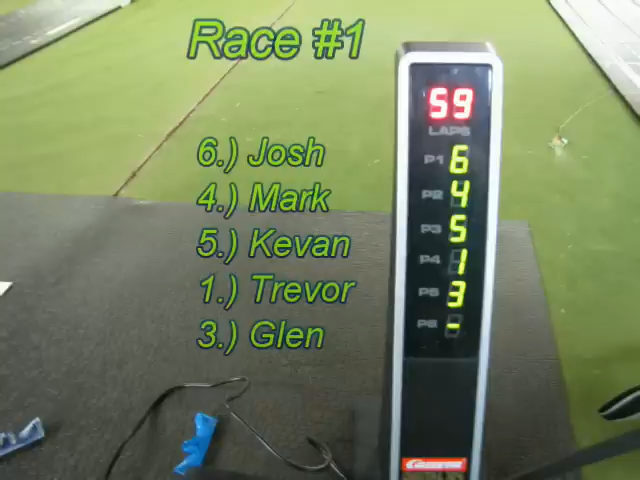 Race #1
6.) Josh
4.) Mark
5.) Kevan
1.) Trevor
3.) Glen
59
LAPS
P1 6
P2 4
P3 5
P4 1
P5 3
P6 -
Carrera